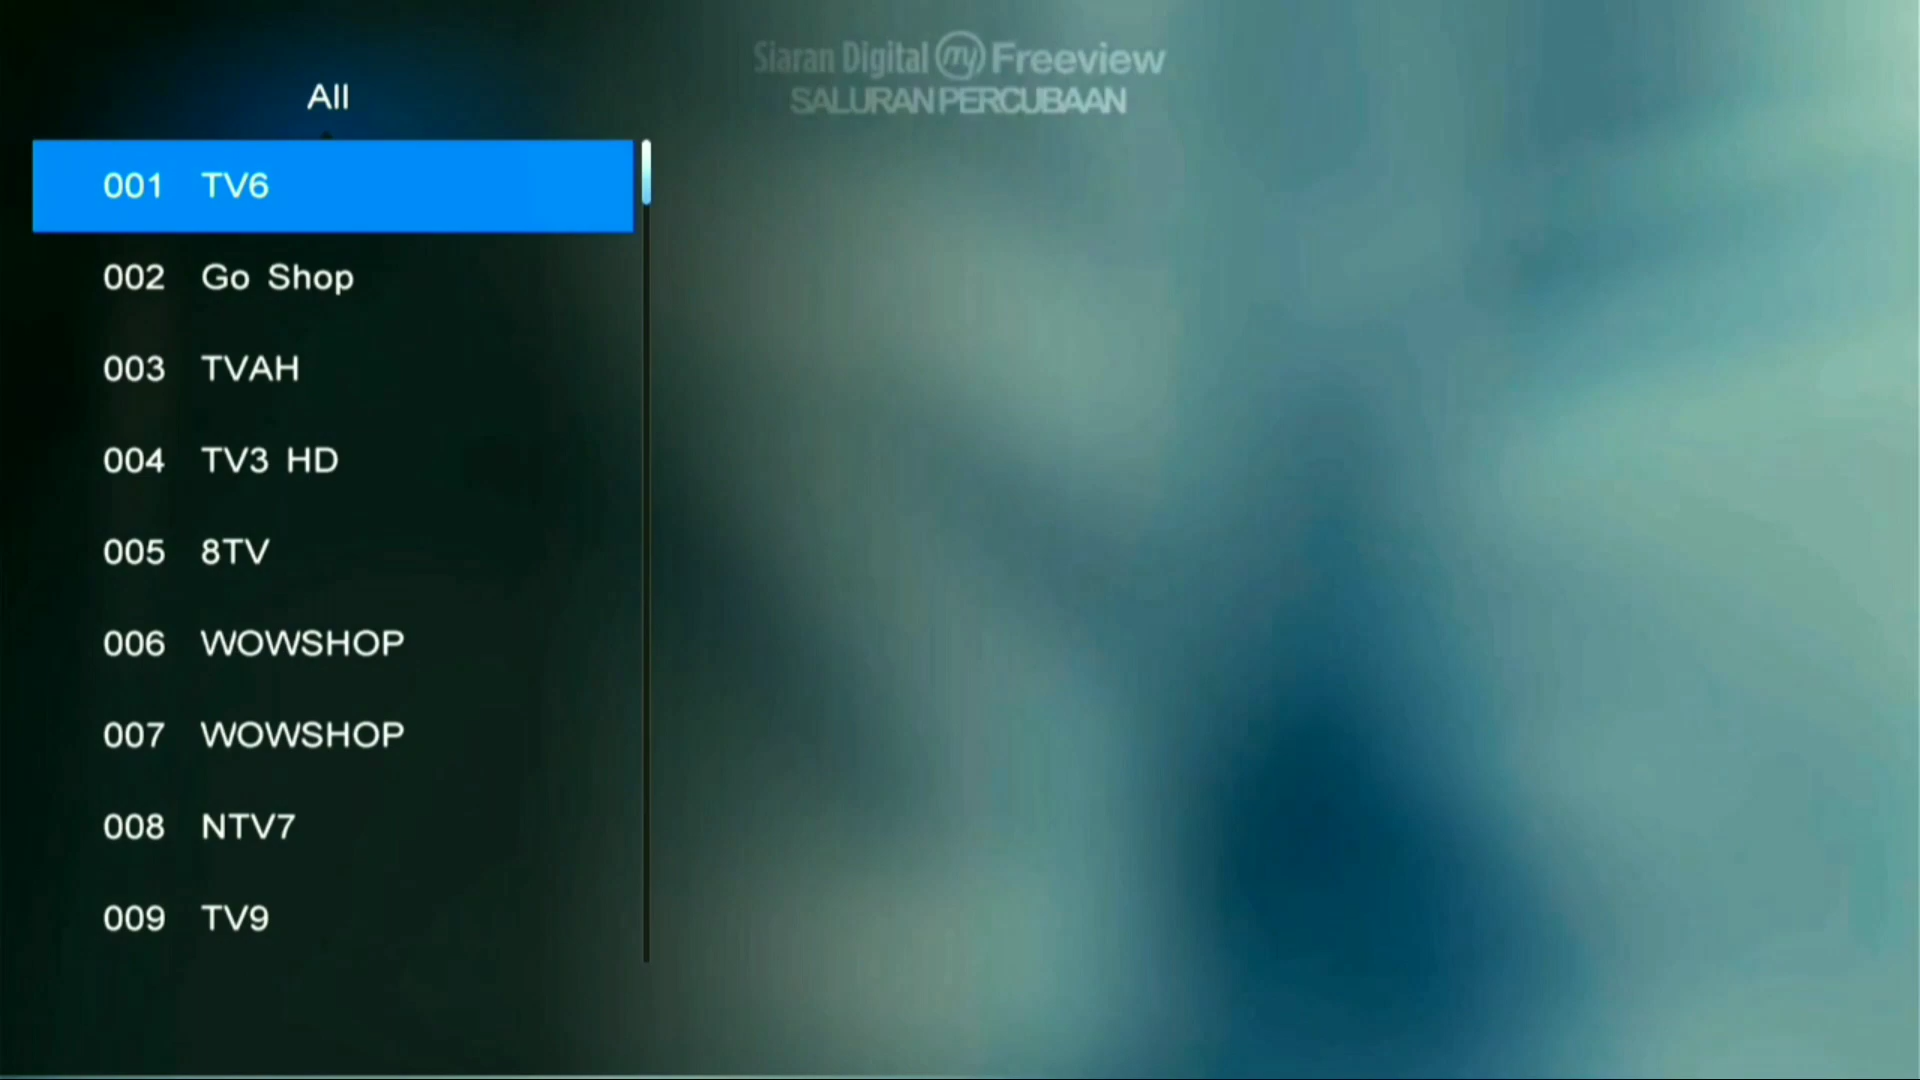 Siaran Digital my Freeview
SALURAN PERCUBAAN
All
001 TV6
002 Go Shop
003 TVAH
004 TV3 HD
005 8TV
006 WOWSHOP
007 WOWSHOP
008 NTV7
009 TV9